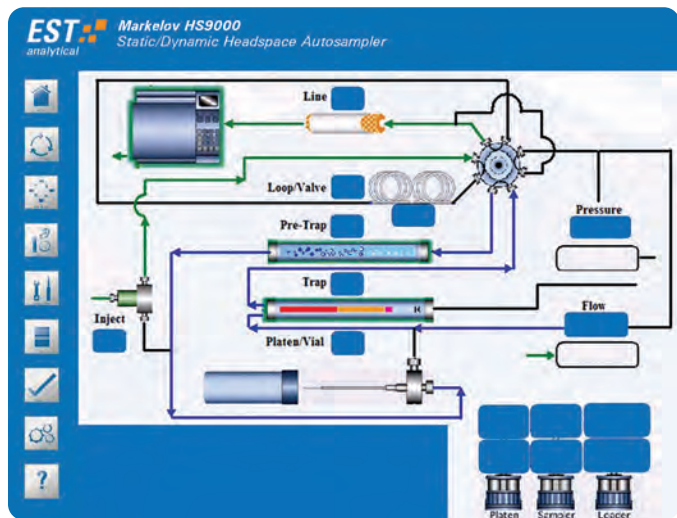 EST
analytical
Markelov HS9000
Static/Dynamic Headspace Autosampler
Line
Loop/Valve
Pressure
Pre-Trap
Trap
H
Flow
Inject
Platen/Vial
?
Platen Sampler Loader